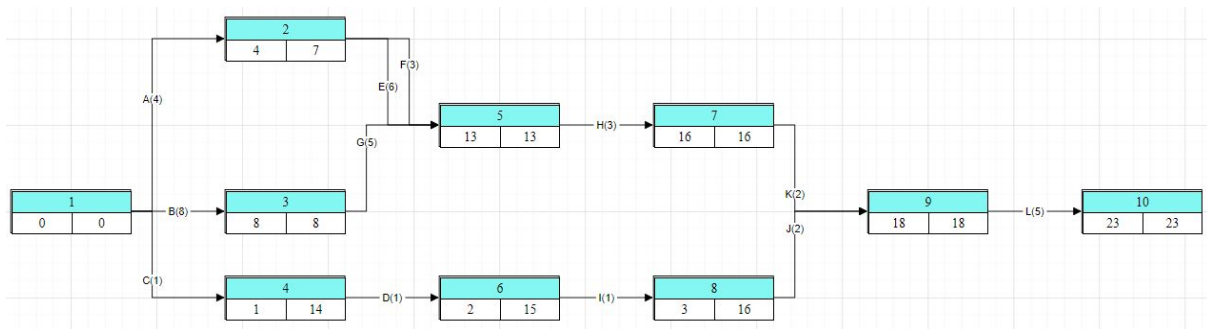 2
4 7
F(3)
E(6)
A(4)
5
13 13
H(3)
7
16 16
G(5)
1
0 0
B(8)
3
8 8
K(2)
9
18 18
L(5)
10
23 23
J(2)
C(1)
4
1 14
D(1)
6
2 15
I(1)
8
3 16